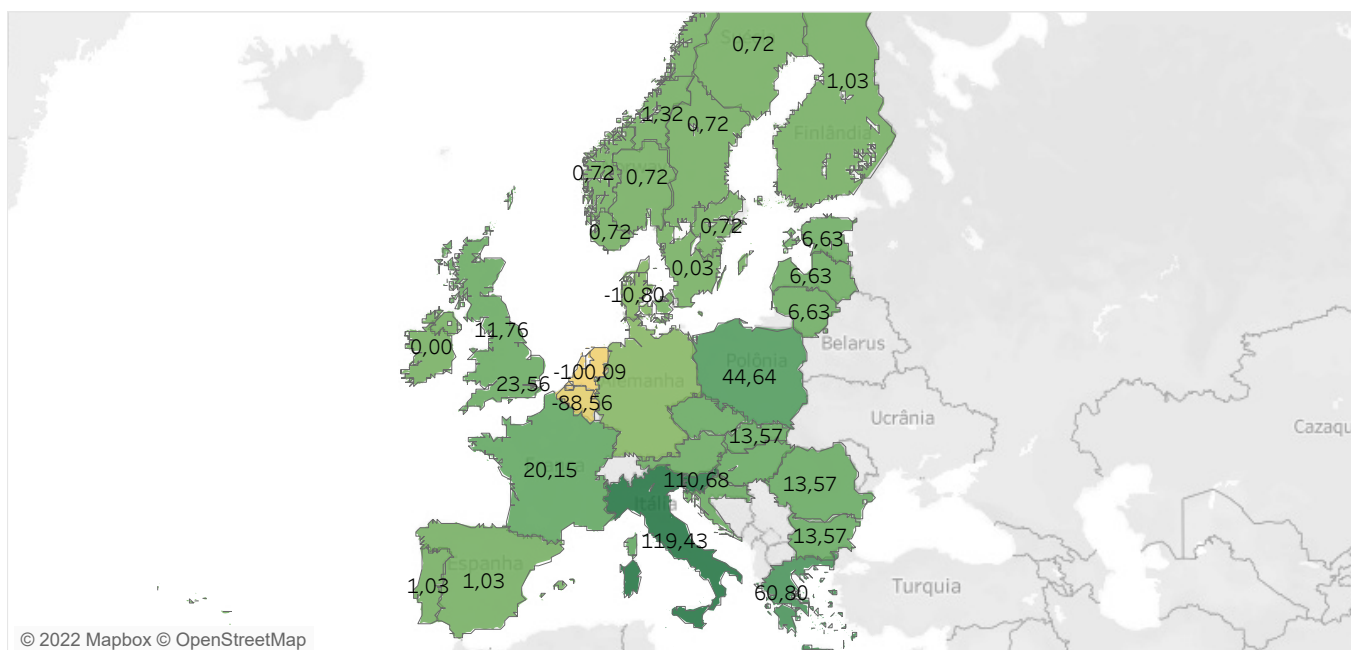 0,72
1,03
1,32
0,72
Finlândia
0,72
0,72
0,72
0,72
6,63
0,03
6,63
-10,80
6,63
11,76
0,00
Belarus
Polônia
-100,09
Alemanha
44,64
23,56
-88,56
Ucrânia
Cazaqu
13,57
20,15
110,68
13,57
Itália
119,43
13,57
Espanha
1,03
1,03
60,80
Turquia
© 2022 Mapbox © OpenStreetMap